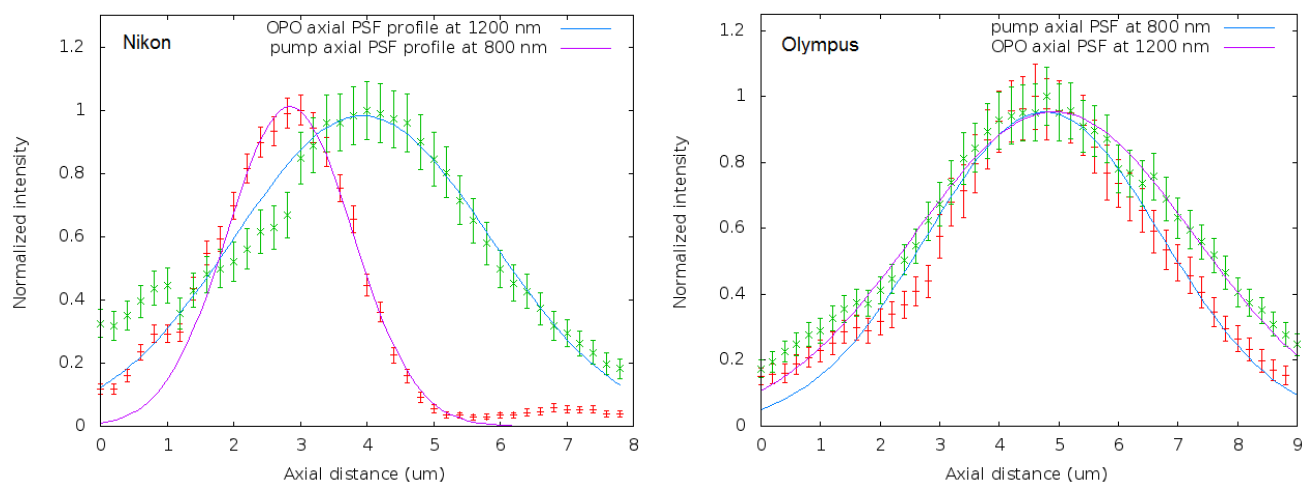 Nikon
OPO axial PSF profile at 1200 nm
pump axial PSF profile at 800 nm
Normalized intensity
1.2
1
0.8
0.6
0.4
0.2
0
0 1 2 3 4 5 6 7 8
Axial distance (um)
Olympus
pump axial PSF at 800 nm
OPO axial PSF at 1200 nm
Normalized intensity
1.2
1
0.8
0.6
0.4
0.2
0
0 1 2 3 4 5 6 7 8 9
Axial distance (um)